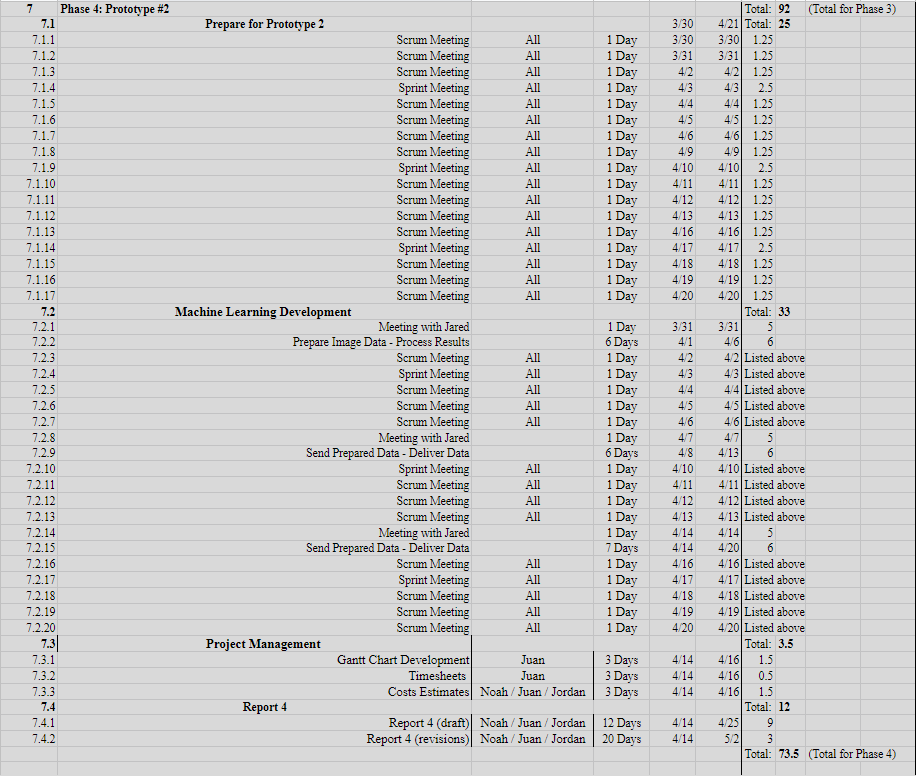 7 Phase 4: Prototype #2 Total: 92 (Total for Phase 3)
7.1 Prepare for Prototype 2 3/30 4/21 Total: 25
7.1.1 Scrum Meeting All 1 Day 3/30 3/30 1.25
7.1.2 Scrum Meeting All 1 Day 3/31 3/31 1.25
7.1.3 Scrum Meeting All 1 Day 4/2 4/2 1.25
7.1.4 Sprint Meeting All 1 Day 4/3 4/3 2.5
7.1.5 Scrum Meeting All 1 Day 4/4 4/4 1.25
7.1.6 Scrum Meeting All 1 Day 4/5 4/5 1.25
7.1.7 Scrum Meeting All 1 Day 4/6 4/6 1.25
7.1.8 Scrum Meeting All 1 Day 4/9 4/9 1.25
7.1.9 Sprint Meeting All 1 Day 4/10 4/10 2.5
7.1.10 Scrum Meeting All 1 Day 4/11 4/11 1.25
7.1.11 Scrum Meeting All 1 Day 4/12 4/12 1.25
7.1.12 Scrum Meeting All 1 Day 4/13 4/13 1.25
7.1.13 Scrum Meeting All 1 Day 4/16 4/16 1.25
7.1.14 Sprint Meeting All 1 Day 4/17 4/17 2.5
7.1.15 Scrum Meeting All 1 Day 4/18 4/18 1.25
7.1.16 Scrum Meeting All 1 Day 4/19 4/19 1.25
7.1.17 Scrum Meeting All 1 Day 4/20 4/20 1.25
7.2 Machine Learning Development Total: 33
7.2.1 Meeting with Jared 1 Day 3/31 3/31 5
7.2.2 Prepare Image Data - Process Results 6 Days 4/1 4/6 6
7.2.3 Scrum Meeting All 1 Day 4/2 4/2 Listed above
7.2.4 Sprint Meeting All 1 Day 4/3 4/3 Listed above
7.2.5 Scrum Meeting All 1 Day 4/4 4/4 Listed above
7.2.6 Scrum Meeting All 1 Day 4/5 4/5 Listed above
7.2.7 Scrum Meeting All 1 Day 4/6 4/6 Listed above
7.2.8 Meeting with Jared 1 Day 4/7 4/7 5
7.2.9 Send Prepared Data - Deliver Data 6 Days 4/8 4/13 6
7.2.10 Sprint Meeting All 1 Day 4/10 4/10 Listed above
7.2.11 Scrum Meeting All 1 Day 4/11 4/11 Listed above
7.2.12 Scrum Meeting All 1 Day 4/12 4/12 Listed above
7.2.13 Scrum Meeting All 1 Day 4/13 4/13 Listed above
7.2.14 Meeting with Jared 1 Day 4/14 4/14 5
7.2.15 Send Prepared Data - Deliver Data 7 Days 4/14 4/20 6
7.2.16 Scrum Meeting All 1 Day 4/16 4/16 Listed above
7.2.17 Sprint Meeting All 1 Day 4/17 4/17 Listed above
7.2.18 Scrum Meeting All 1 Day 4/18 4/18 Listed above
7.2.19 Scrum Meeting All 1 Day 4/19 4/19 Listed above
7.2.20 Scrum Meeting All 1 Day 4/20 4/20 Listed above
7.3 Project Management Total: 3.5
7.3.1 Gantt Chart Development Juan 3 Days 4/14 4/16 1.5
7.3.2 Timesheets Juan 3 Days 4/14 4/16 0.5
7.3.3 Costs Estimates Noah / Juan / Jordan 3 Days 4/14 4/16 1.5
7.4 Report 4 Total: 12
7.4.1 Report 4 (draft) Noah / Juan / Jordan 12 Days 4/14 4/25 9
7.4.2 Report 4 (revisions) Noah / Juan / Jordan 20 Days 4/14 5/2 3
Total: 73.5 (Total for Phase 4)